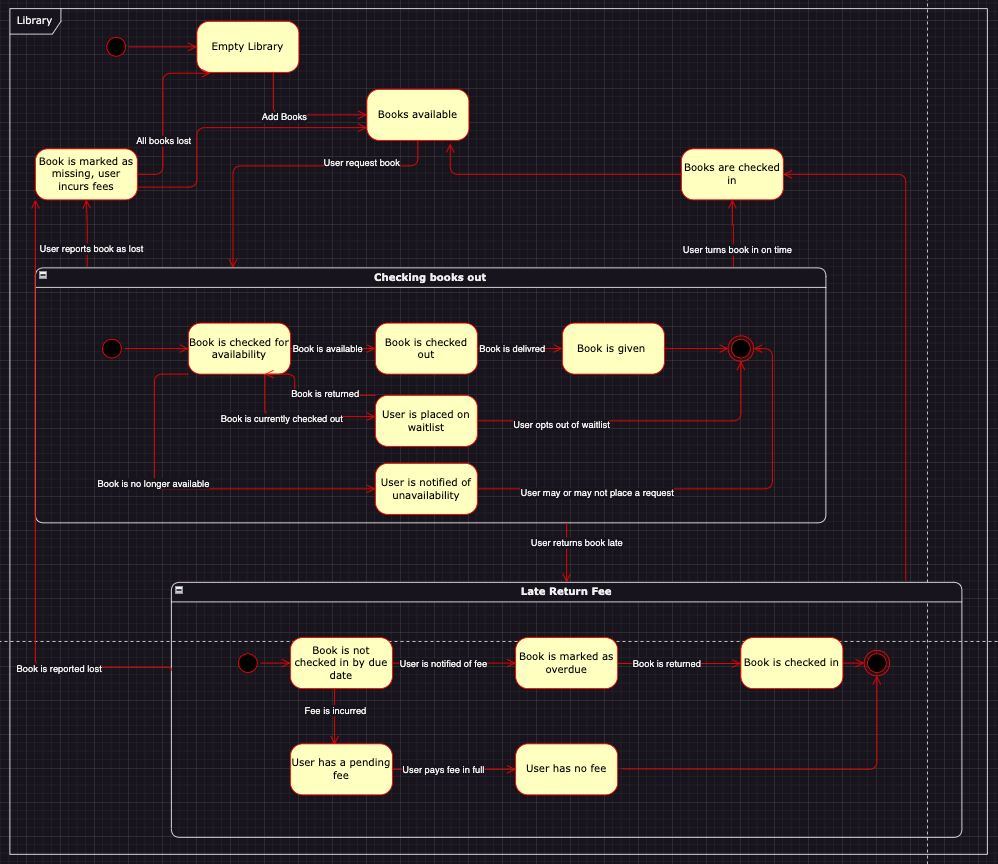 Library
Empty Library
Books available
Add Books
All books lost
Book is marked as
missing, user
incurs fees
User request book
Books are checked
in
User reports book as lost
User turns book in on time
Checking books out
Book is checked for
availability
Book is available
Book is checked
out
Book is delivred
Book is given
Book is returned
Book is currently checked out
User is placed on
waitlist
User opts out of waitlist
Book is no longer available
User is notified of
unavailability
User may or may not place a request
User returns book late
Late Return Fee
Book is reported lost
Book is not
checked in by due
date
User is notified of fee
Book is marked as
overdue
Book is returned
Book is checked in
Fee is incurred
User has a pending
fee
User pays fee in full
User has no fee